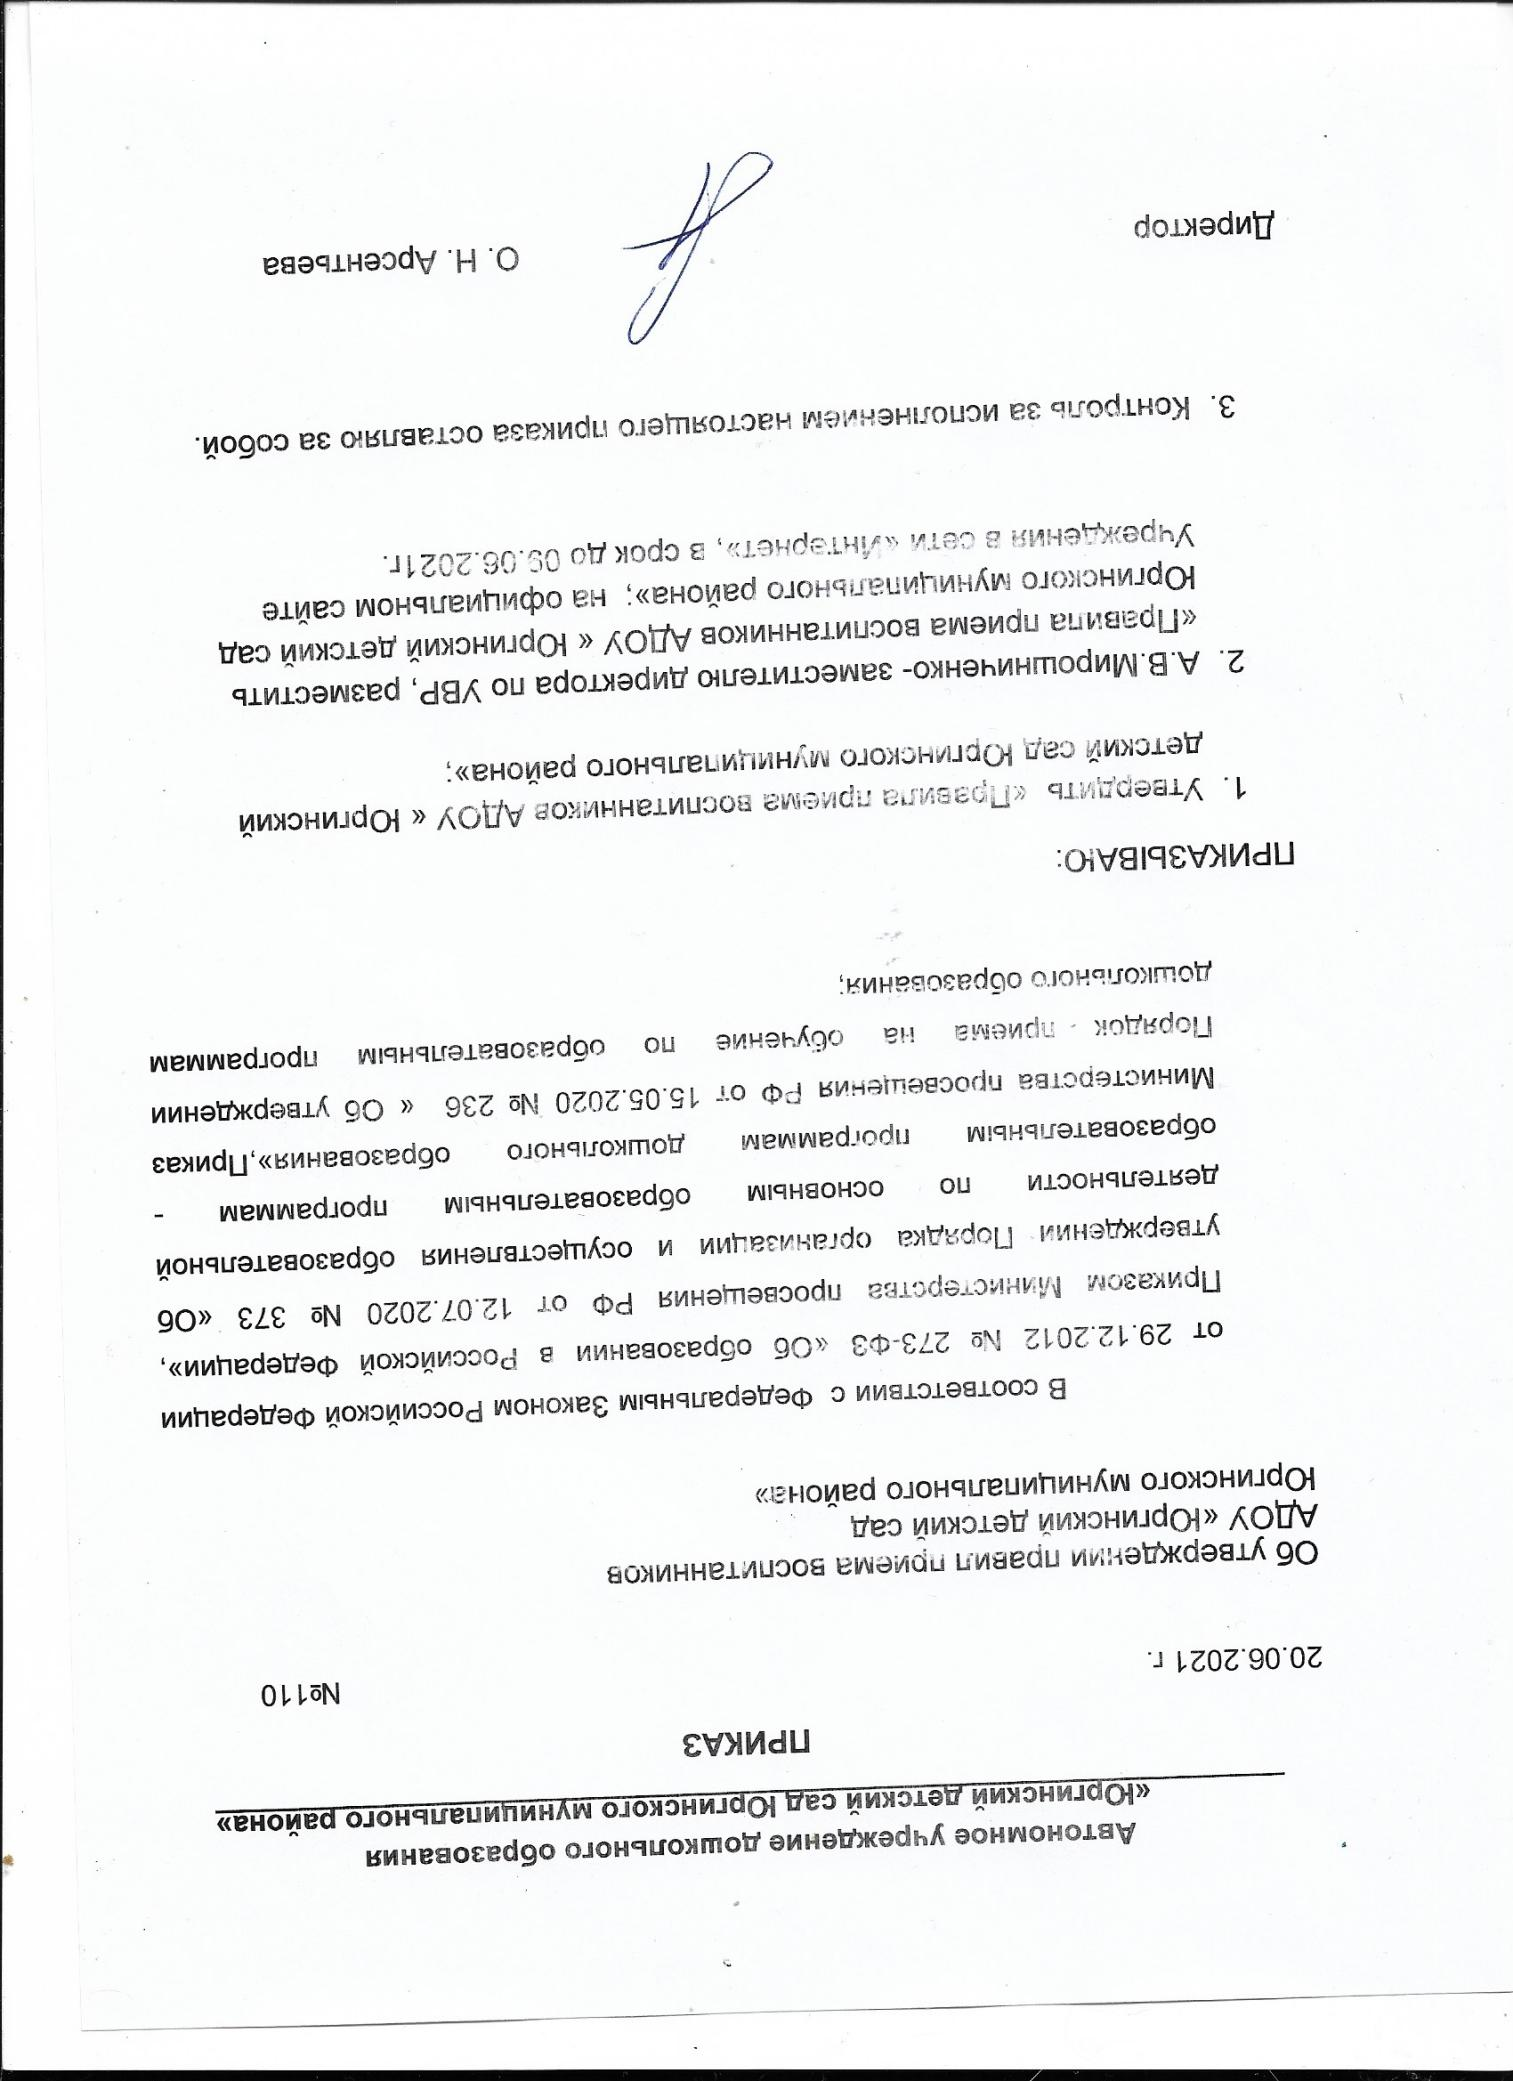 Автономное учреждение дошкольного образования
«Юргинский детский сад Юргинского муниципального района»
ПРИКАЗ
20.06.2021 г.
№110
Об утверждении правил приема воспитанников
АДОУ «Юргинский детский сад
Юргинского муниципального района»
В соответствии с Федеральным Законом Российской Федерации
от 29.12.2012 № 273-ФЗ «Об образовании в Российской Федерации»,
Приказом Министерства просвещения РФ от 12.07.2020 № 373 «Об
утверждении Порядка организации и осуществления образовательной
деятельности по основным образовательным программам -
образовательным программам дошкольного образования»,Приказ
Министерства просвещения РФ от 15.05.2020 № 236 « Об утверждении
Порядок приема на обучение по образовательным программам
дошкольного образования;
ПРИКАЗЫВАЮ:
1. Утвердить «Правила приема воспитанников АДОУ « Юргинский
детский сад Юргинского муниципального района»;
2. А.В.Мирошниченко- заместителю директора по УВР, разместить
«Правила приема воспитанников АДОУ « Юргинский детский сад
Юргинского муниципального района»; на официальном сайте
Учреждения в сети «Интернет», в срок до 09.06.2021г.
3. Контроль за исполнением настоящего приказа оставляю за собой.
Директор
О. Н. Арсентьева